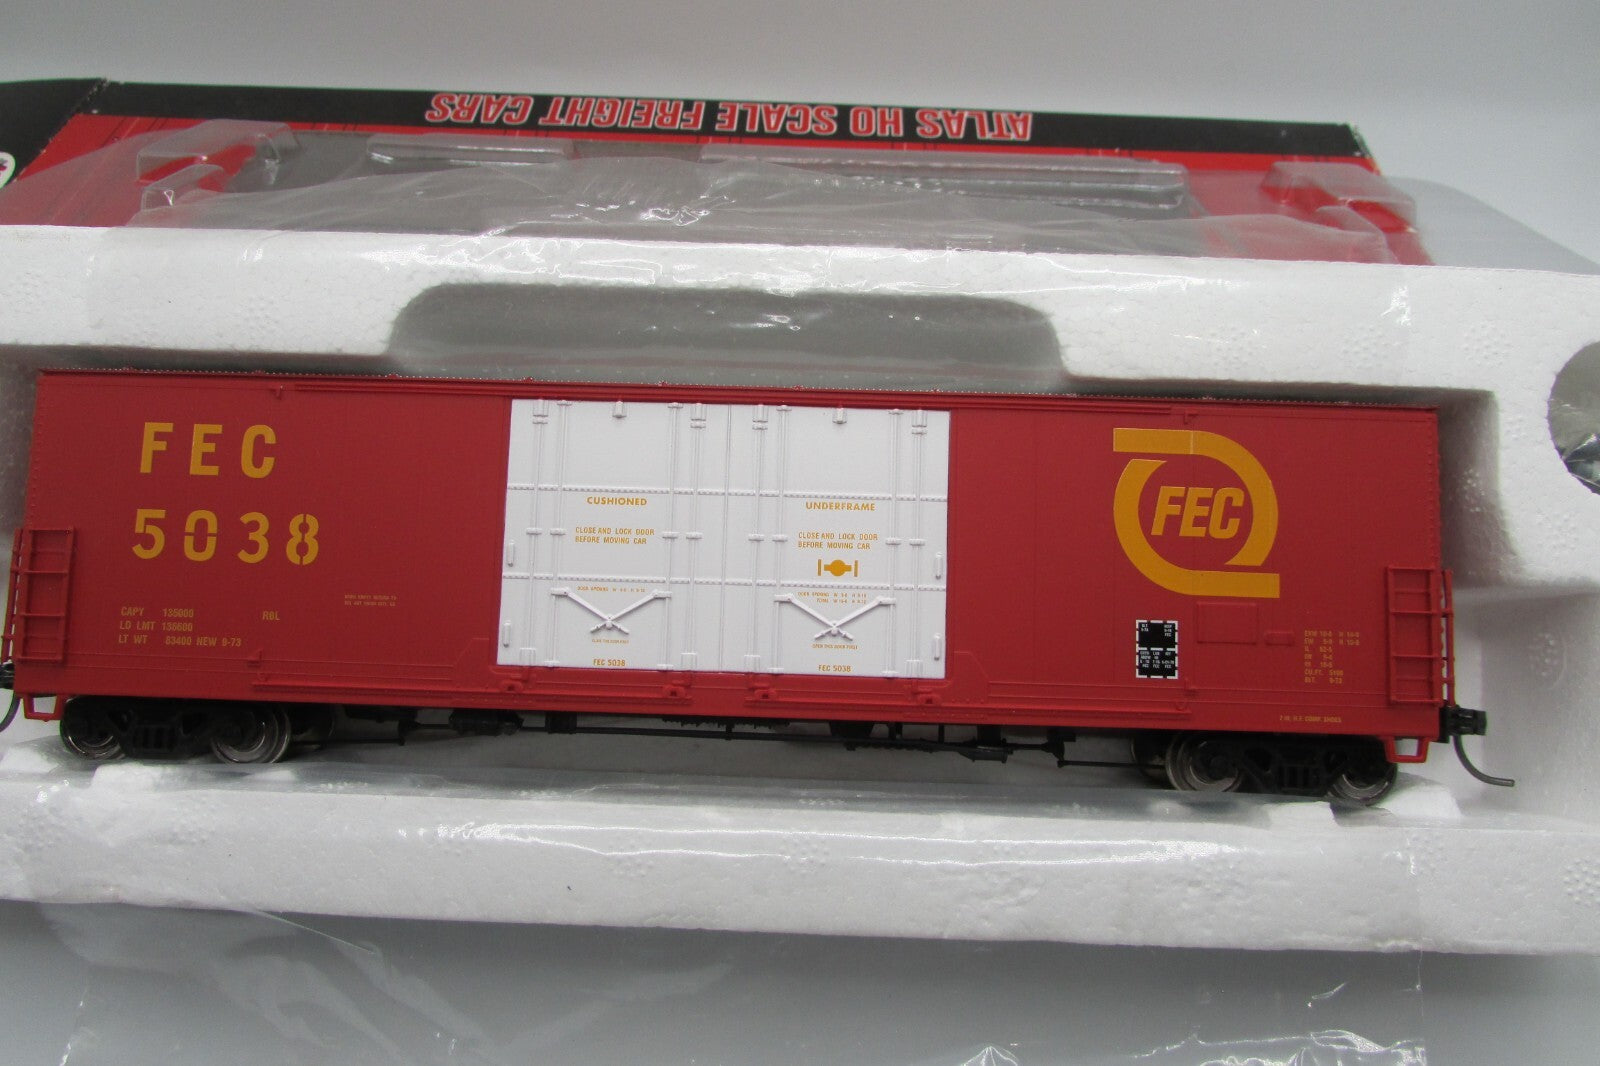 ATLAS HO SCALE FREIGHT CARS
FEC
5038
CAPY 135000
LD LMT 136600 RBL
LT WT 83400 NEW 9-73
CUSHIONED
CLOSE AND LOCK DOOR
BEFORE MOVING CAR
FEC 5038
UNDERFRAME
CLOSE AND LOCK DOOR
BEFORE MOVING CAR
FEC 5038
FEC